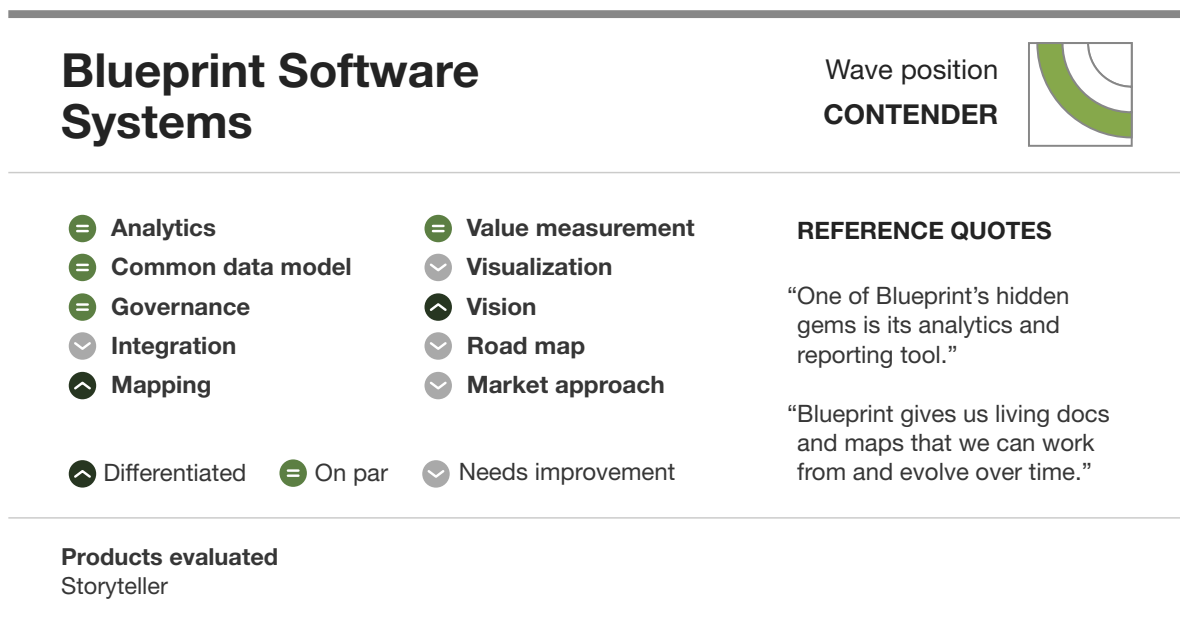 Blueprint Software
Systems
Wave position
CONTENDER
Analytics
Common data model
Governance
Integration
Mapping
Value measurement
Visualization
Vision
Road map
Market approach
Differentiated
On par
Needs improvement
REFERENCE QUOTES
“One of Blueprint’s hidden
gems is its analytics and
reporting tool.”
“Blueprint gives us living docs
and maps that we can work
from and evolve over time.”
Products evaluated
Storyteller